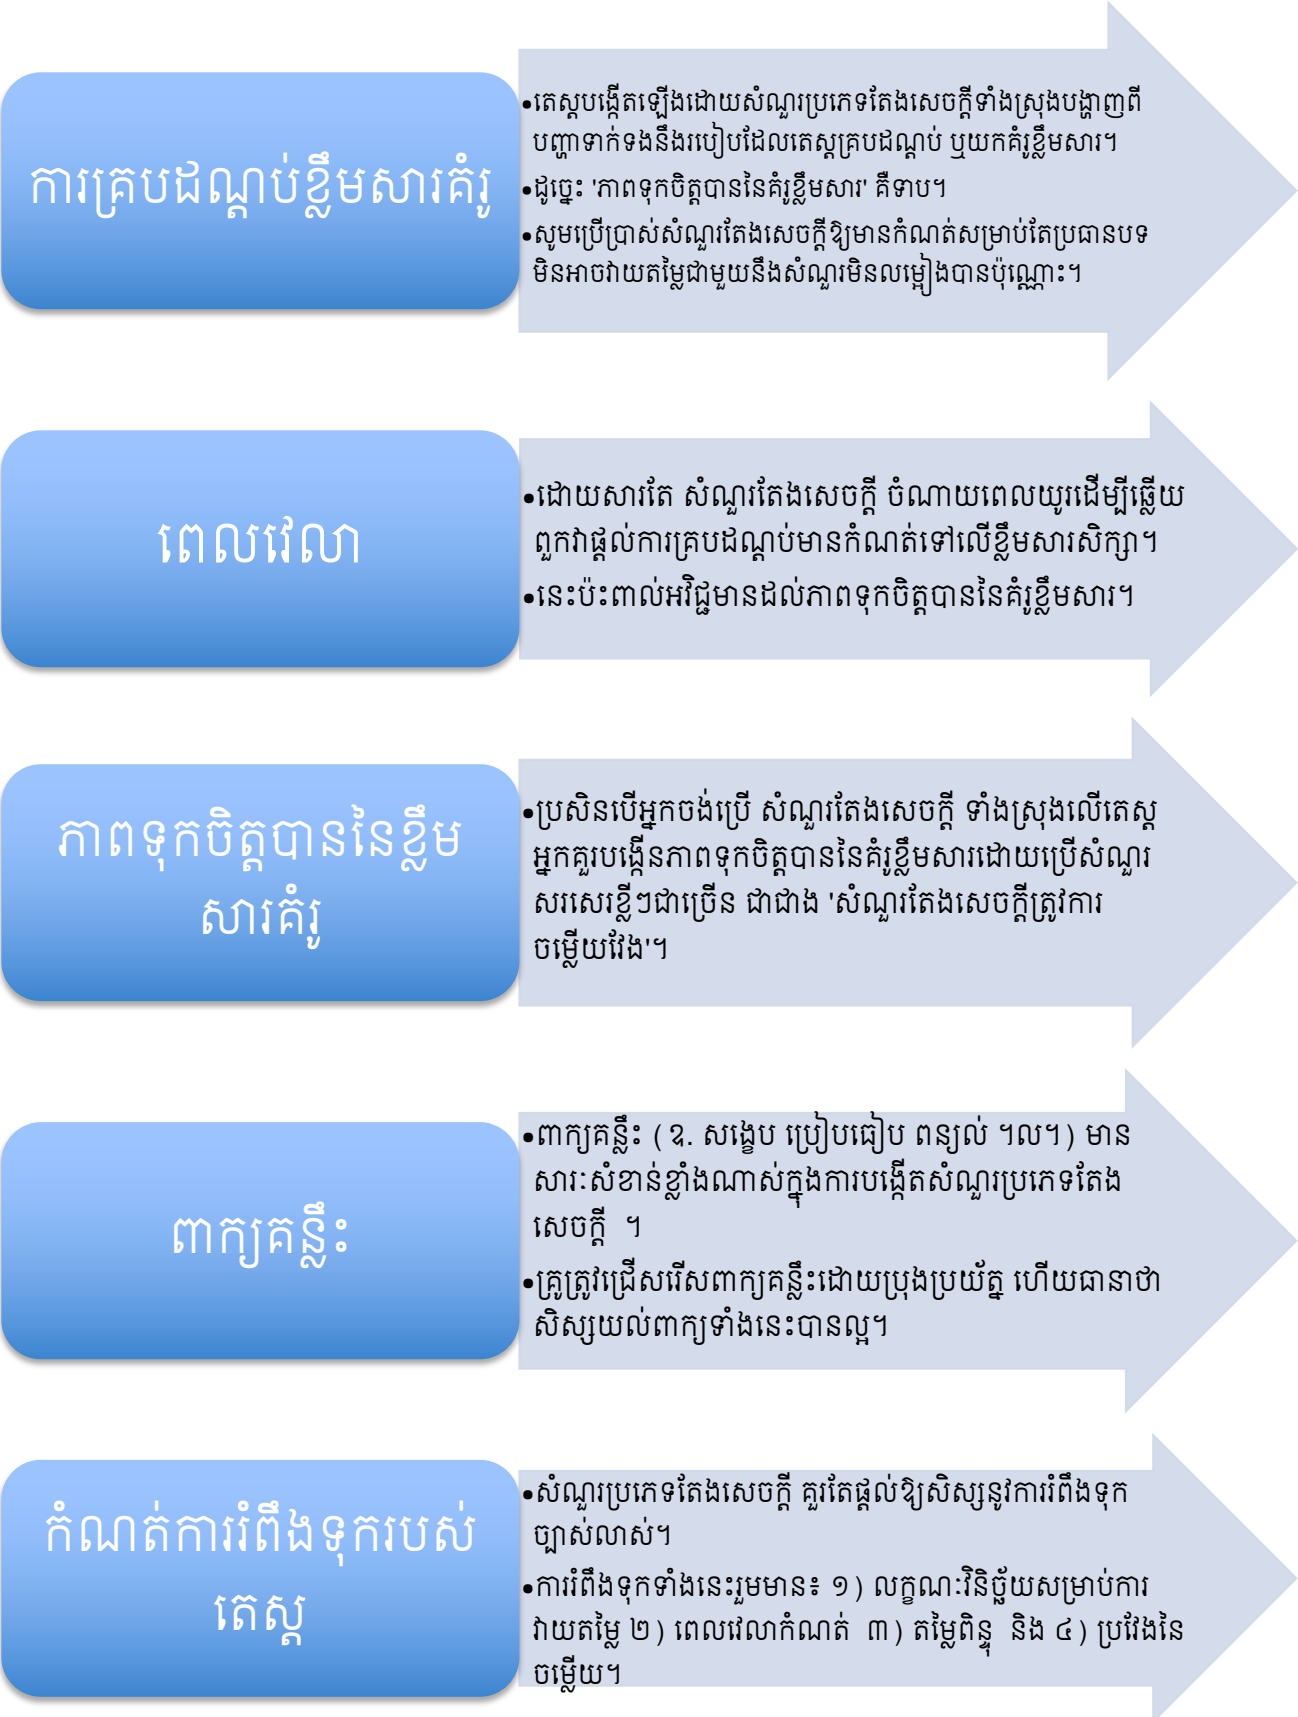 ការគ្របដណ្តប់ខ្លឹមសារគំរូ
•តេស្តបង្កើតឡើងដោយសំណួរប្រភេទតែងសេចក្តីទាំងស្រុងបង្ហាញពី
បញ្ហាទាក់ទងនឹងរបៀបដែលតេស្តគ្របដណ្តប់ ឬយកគំរូខ្លឹមសារ។
•ដូច្នេះ 'ភាពទុកចិត្តបាននៃគំរូខ្លឹមសារ' គឺទាប។
•សូមប្រើប្រាស់សំណួរតែងសេចក្តីឱ្យមានកំណត់សម្រាប់តែប្រធានបទ
មិនអាចវាយតម្លៃជាមួយនឹងសំណួរមិនលម្អៀងបានប៉ុណ្ណោះ។
ពេលវេលា
•ដោយសារតែ សំណួរតែងសេចក្តី ចំណាយពេលយូរដើម្បីឆ្លើយ
ពួកវាផ្តល់ការគ្របដណ្តប់មានកំណត់ទៅលើខ្លឹមសារសិក្សា។
•នេះប៉ះពាល់អវិជ្ជមានដល់ភាពទុកចិត្តបាននៃគំរូខ្លឹមសារ។
ភាពទុកចិត្តបាននៃខ្លឹម
សារគំរូ
•ប្រសិនបើអ្នកចង់ប្រើ សំណួរតែងសេចក្តី ទាំងស្រុងលើតេស្ត
អ្នកគួរបង្កើនភាពទុកចិត្តបាននៃគំរូខ្លឹមសារដោយប្រើសំណួរ
សរសេរខ្លីៗជាច្រើន ជាជាង 'សំណួរតែងសេចក្តីត្រូវការ
ចម្លើយវែង'។
ពាក្យគន្លឹះ
•ពាក្យគន្លឹះ (ឧ. សង្ខេប ប្រៀបធៀប ពន្យល់ ។ល។) មាន
សារៈសំខាន់ខ្លាំងណាស់ក្នុងការបង្កើតសំណួរប្រភេទតែង
សេចក្តី ។
•គ្រូត្រូវជ្រើសរើសពាក្យគន្លឹះដោយប្រុងប្រយ័ត្ន ហើយធានាថា
សិស្សយល់ពាក្យទាំងនេះបានល្អ។
កំណត់ការរំពឹងទុករបស់
តេស្ត
•សំណួរប្រភេទតែងសេចក្តី គួរតែផ្តល់ឱ្យសិស្សនូវការរំពឹងទុក
ច្បាស់លាស់។
•ការរំពឹងទុកទាំងនេះរួមមាន៖ ១) លក្ខណៈវិនិច្ឆ័យសម្រាប់ការ
វាយតម្លៃ ២) ពេលវេលាកំណត់ ៣) តម្លៃពិន្ទុ និង ៤) ប្រវែងនៃ
ចម្លើយ។